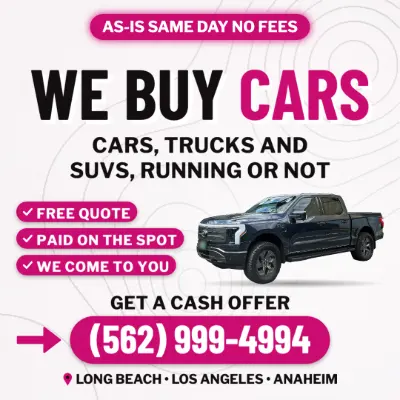 AS-IS SAME DAY NO FEES
WE BUY CARS
CARS, TRUCKS AND
SUVS, RUNNING OR NOT
FREE QUOTE
PAID ON THE SPOT
WE COME TO YOU
GET A CASH OFFER
(562) 999-4994
LONG BEACH • LOS ANGELES • ANAHEIM